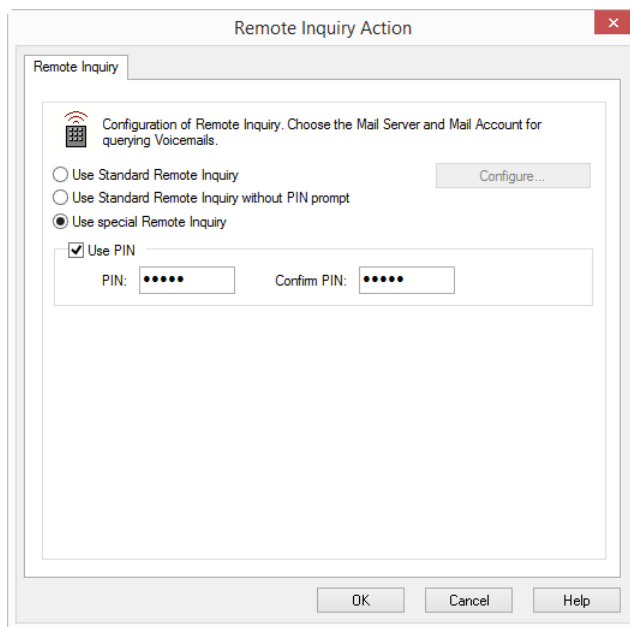 Remote Inquiry Action
Remote Inquiry
Configuration of Remote Inquiry. Choose the Mail Server and Mail Account for
querying Voicemails.
Use Standard Remote Inquiry
Configure...
Use Standard Remote Inquiry without PIN prompt
Use special Remote Inquiry
Use PIN
PIN: ••••• Confirm PIN: •••••
OK Cancel Help